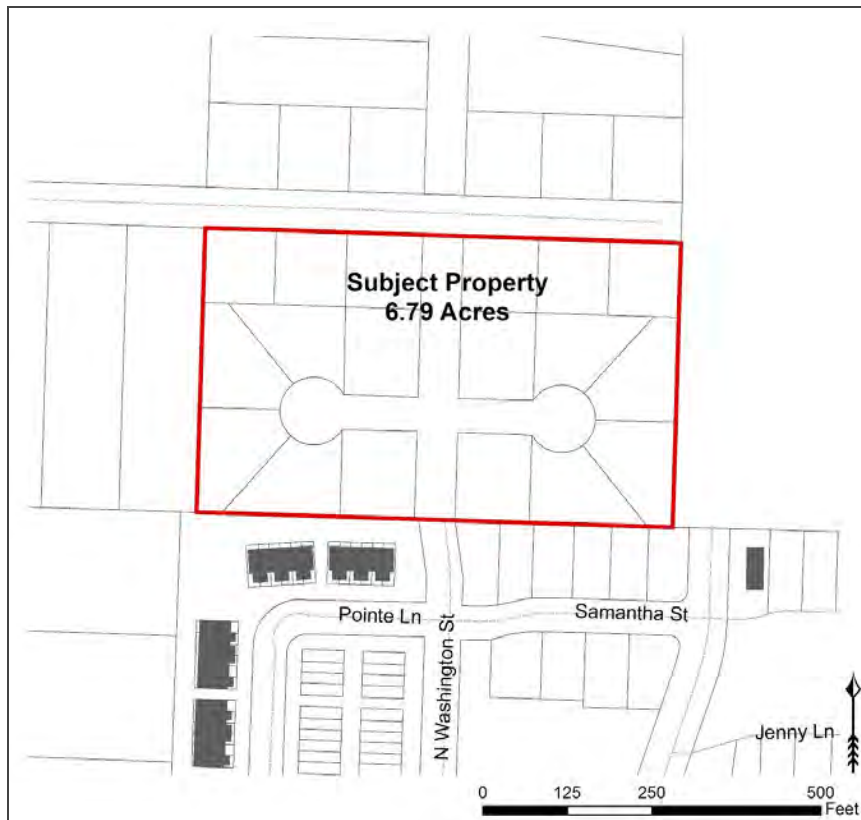 Subject Property
6.79 Acres
Pointe Ln
Samantha St
N Washington St
Jenny Ln
0 125 250 500
Feet